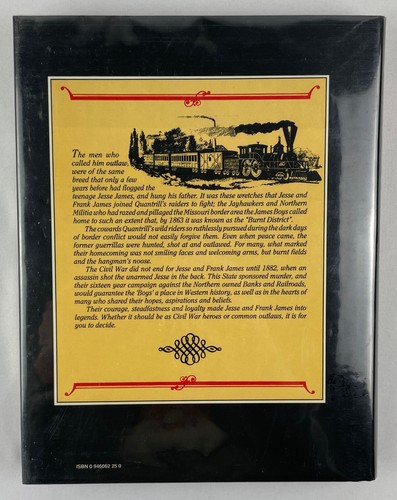 The men who
called him outlaw,
were of the same
breed that only a few
years before had flogged the
teenage Jesse James, and hung his father. It was these wretches that Jesse and
Frank James joined Quantrill's raiders to fight; the Jayhawkers and Northern
Militia who had razed and pillaged the Missouri border area the James Boys called
home to such an extent that, by 1863 it was known as the "Burnt District".
The cowards Quantrill's wild riders so ruthlessly pursued during the dark days
of border conflict would not easily forgive them. Even when peace came, the
former guerillas were hunted, shot at and outlawed. For many, what marked
their homecoming was not smiling faces and welcoming arms, but burnt fields
and the hangman's noose.
The Civil War did not end for Jesse and Frank James until 1882, when an
assassin shot the unarmed Jesse in the back. This State sponsored murder, and
their sixteen year campaign against the Northern owned Banks and Railroads,
would guarantee the 'Boys' a place in Western history, as well as in the hearts of
many who shared their hopes, aspirations and beliefs.
Their courage, steadfastness and loyalty made Jesse and Frank James into
legends. Whether it should be as Civil War heroes or common outlaws, it is for
you to decide.
ISBN 0 946062 25 0